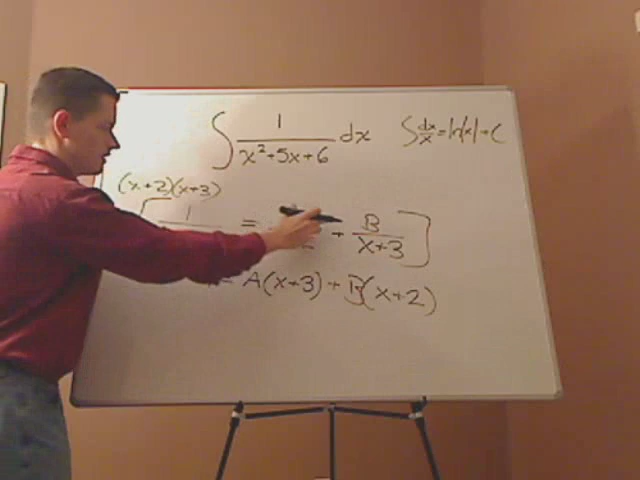 ∫ 1/(x²+5x+6) dx   ∫ dx/x = ln|x| + C
(x+2)(x+3)
1 = + B/(x+3) ]
= A(x+3) + B(x+2)